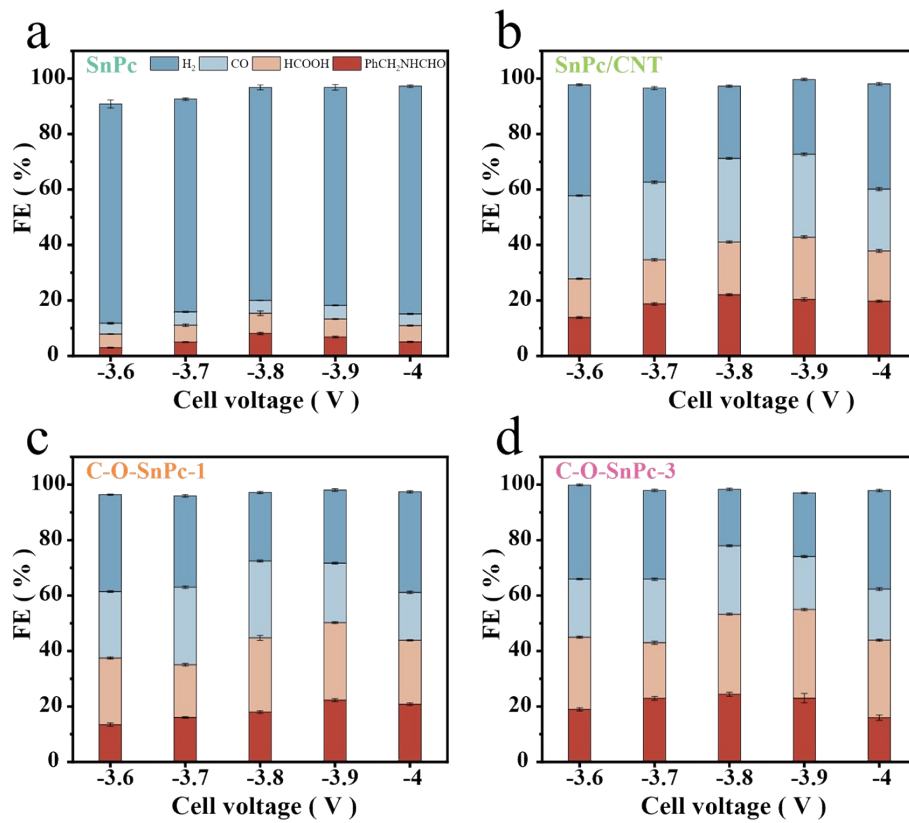 a
b
SnPc
H₂ CO HCOOH PhCH₂NHCHO
SnPc/CNT
100
80
60
40
20
0
FE ( % )
-3.6 -3.7 -3.8 -3.9 -4
Cell voltage ( V )
100
80
60
40
20
0
FE ( % )
-3.6 -3.7 -3.8 -3.9 -4
Cell voltage ( V )
c
d
C-O-SnPc-1
C-O-SnPc-3
100
80
60
40
20
0
FE ( % )
-3.6 -3.7 -3.8 -3.9 -4
Cell voltage ( V )
100
80
60
40
20
0
FE ( % )
-3.6 -3.7 -3.8 -3.9 -4
Cell voltage ( V )